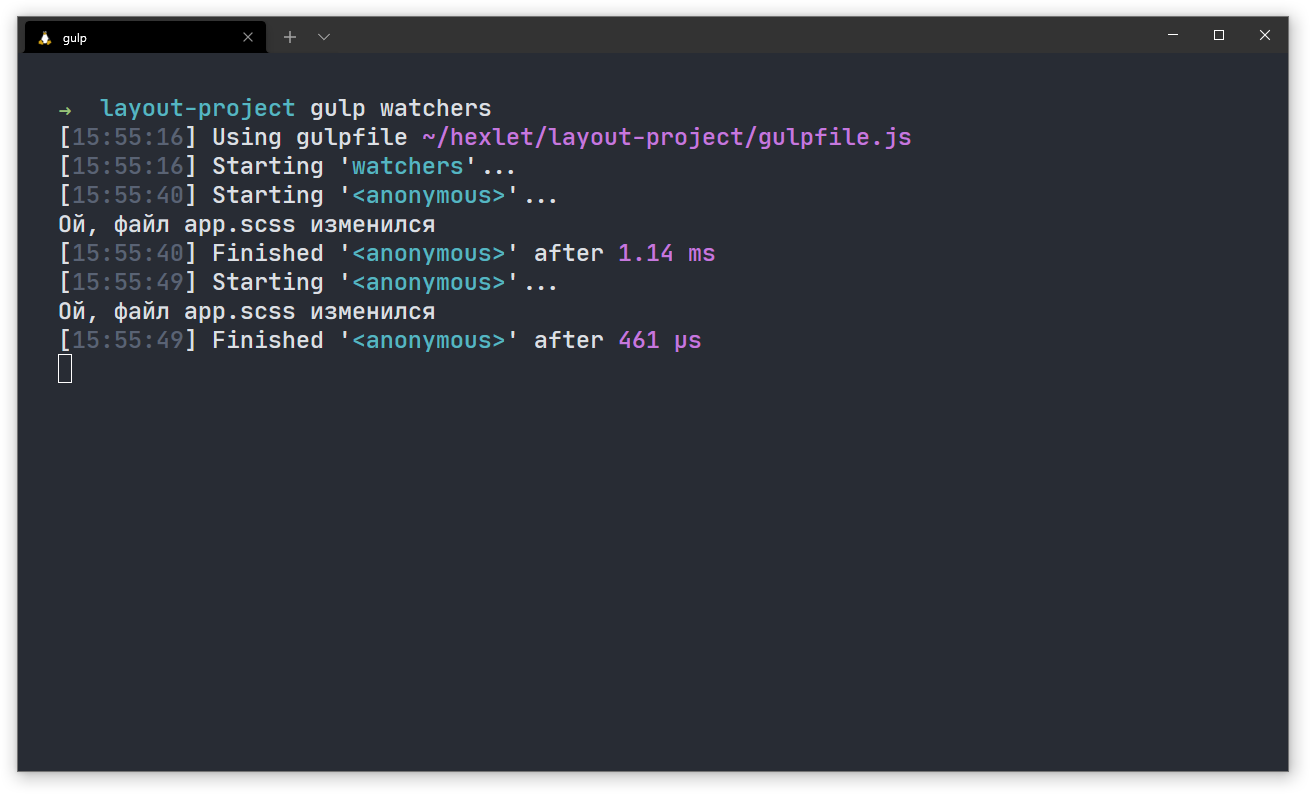 gulp
→ layout-project gulp watchers
[15:55:16] Using gulpfile ~/hexlet/layout-project/gulpfile.js
[15:55:16] Starting 'watchers'...
[15:55:40] Starting '<anonymous>'...
Ой, файл app.scss изменился
[15:55:40] Finished '<anonymous>' after 1.14 ms
[15:55:49] Starting '<anonymous>'...
Ой, файл app.scss изменился
[15:55:49] Finished '<anonymous>' after 461 μs